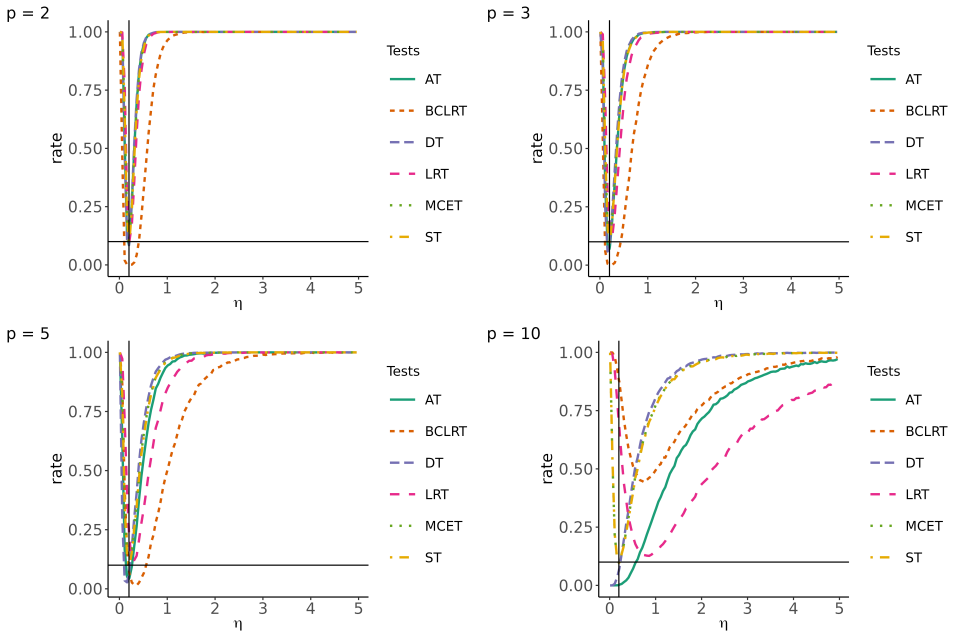 p = 2
1.00
0.75
0.50
0.25
0.00
rate
0 1 2 3 4 5
η
Tests
AT
BCLRT
DT
LRT
MCET
ST
p = 3
1.00
0.75
0.50
0.25
0.00
rate
0 1 2 3 4 5
η
Tests
AT
BCLRT
DT
LRT
MCET
ST
p = 5
1.00
0.75
0.50
0.25
0.00
rate
0 1 2 3 4 5
η
Tests
AT
BCLRT
DT
LRT
MCET
ST
p = 10
1.00
0.75
0.50
0.25
0.00
rate
0 1 2 3 4 5
η
Tests
AT
BCLRT
DT
LRT
MCET
ST